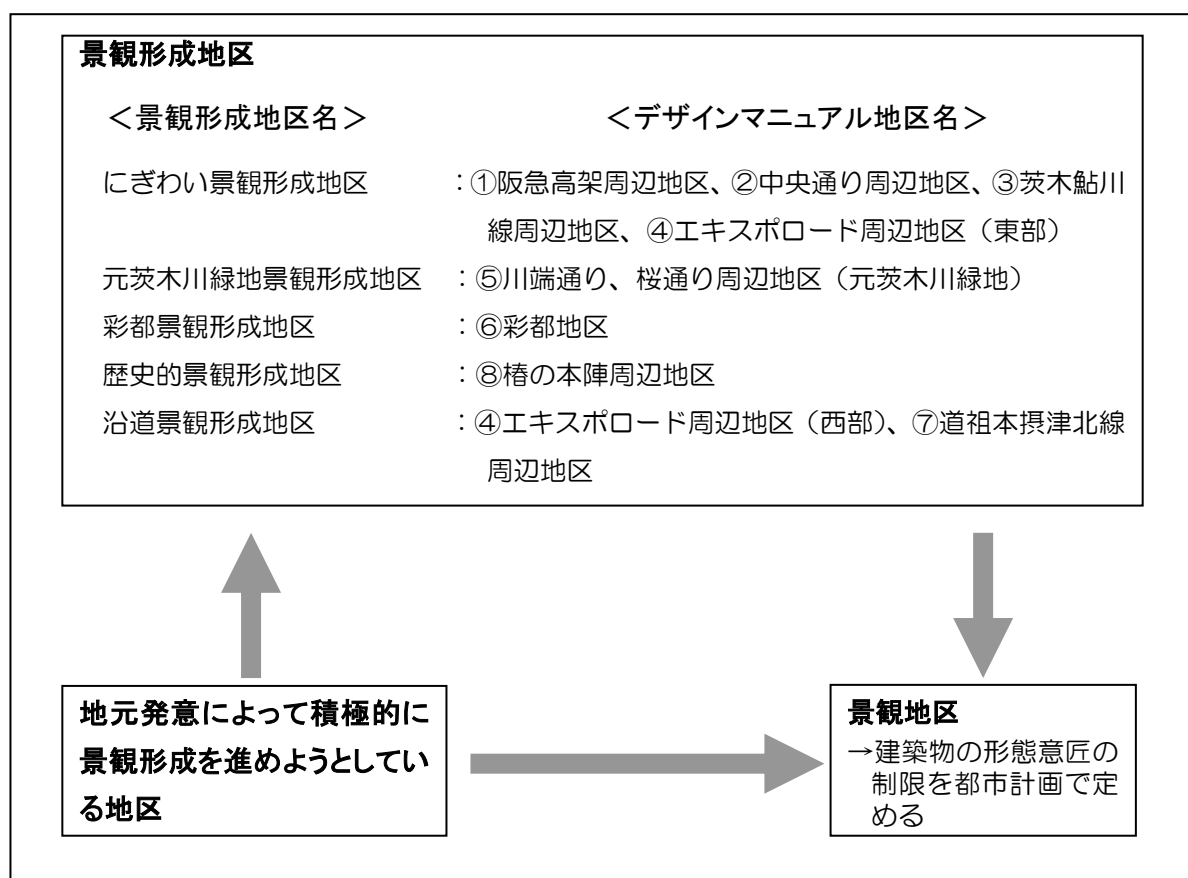 景観形成地区
＜景観形成地区名＞　＜デザインマニュアル地区名＞
にぎわい景観形成地区　：①阪急高架周辺地区、②中央通り周辺地区、③茨木鮎川
線周辺地区、④エキスポロード周辺地区（東部）
元茨木川緑地景観形成地区　：⑤川端通り、桜通り周辺地区（元茨木川緑地）
彩都景観形成地区　：⑥彩都地区
歴史的景観形成地区　：⑧椿の本陣周辺地区
沿道景観形成地区　：④エキスポロード周辺地区（西部）、⑦道祖本摂津北線
周辺地区
地元発意によって積極的に
景観形成を進めようとしてい
る地区
景観地区
→建築物の形態意匠の
制限を都市計画で定
める